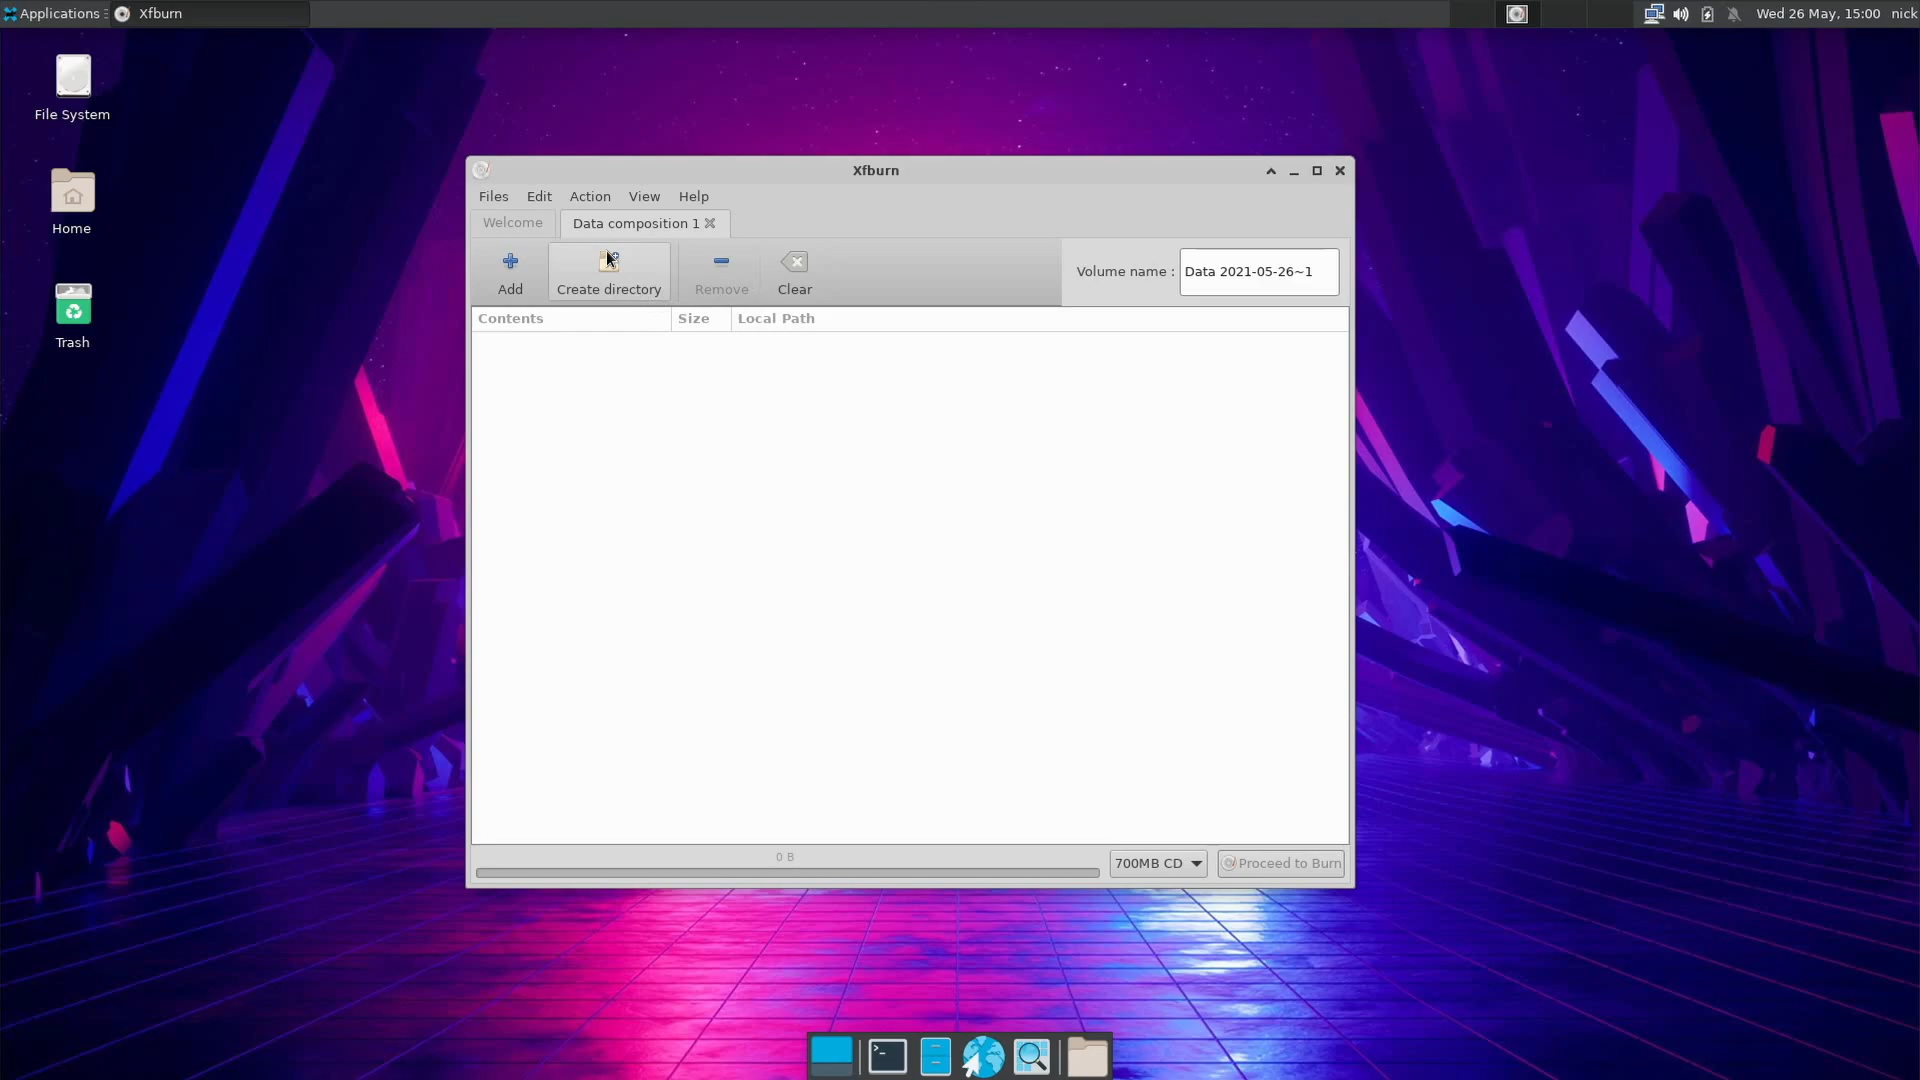 Applications Xfburn Wed 26 May, 15:00 nick
File System
Home
Trash
Xfburn
Files Edit Action View Help
Welcome Data composition 1
Add Create directory Remove Clear Volume name : Data 2021-05-26~1
Contents Size Local Path
0 B
700MB CD Proceed to Burn